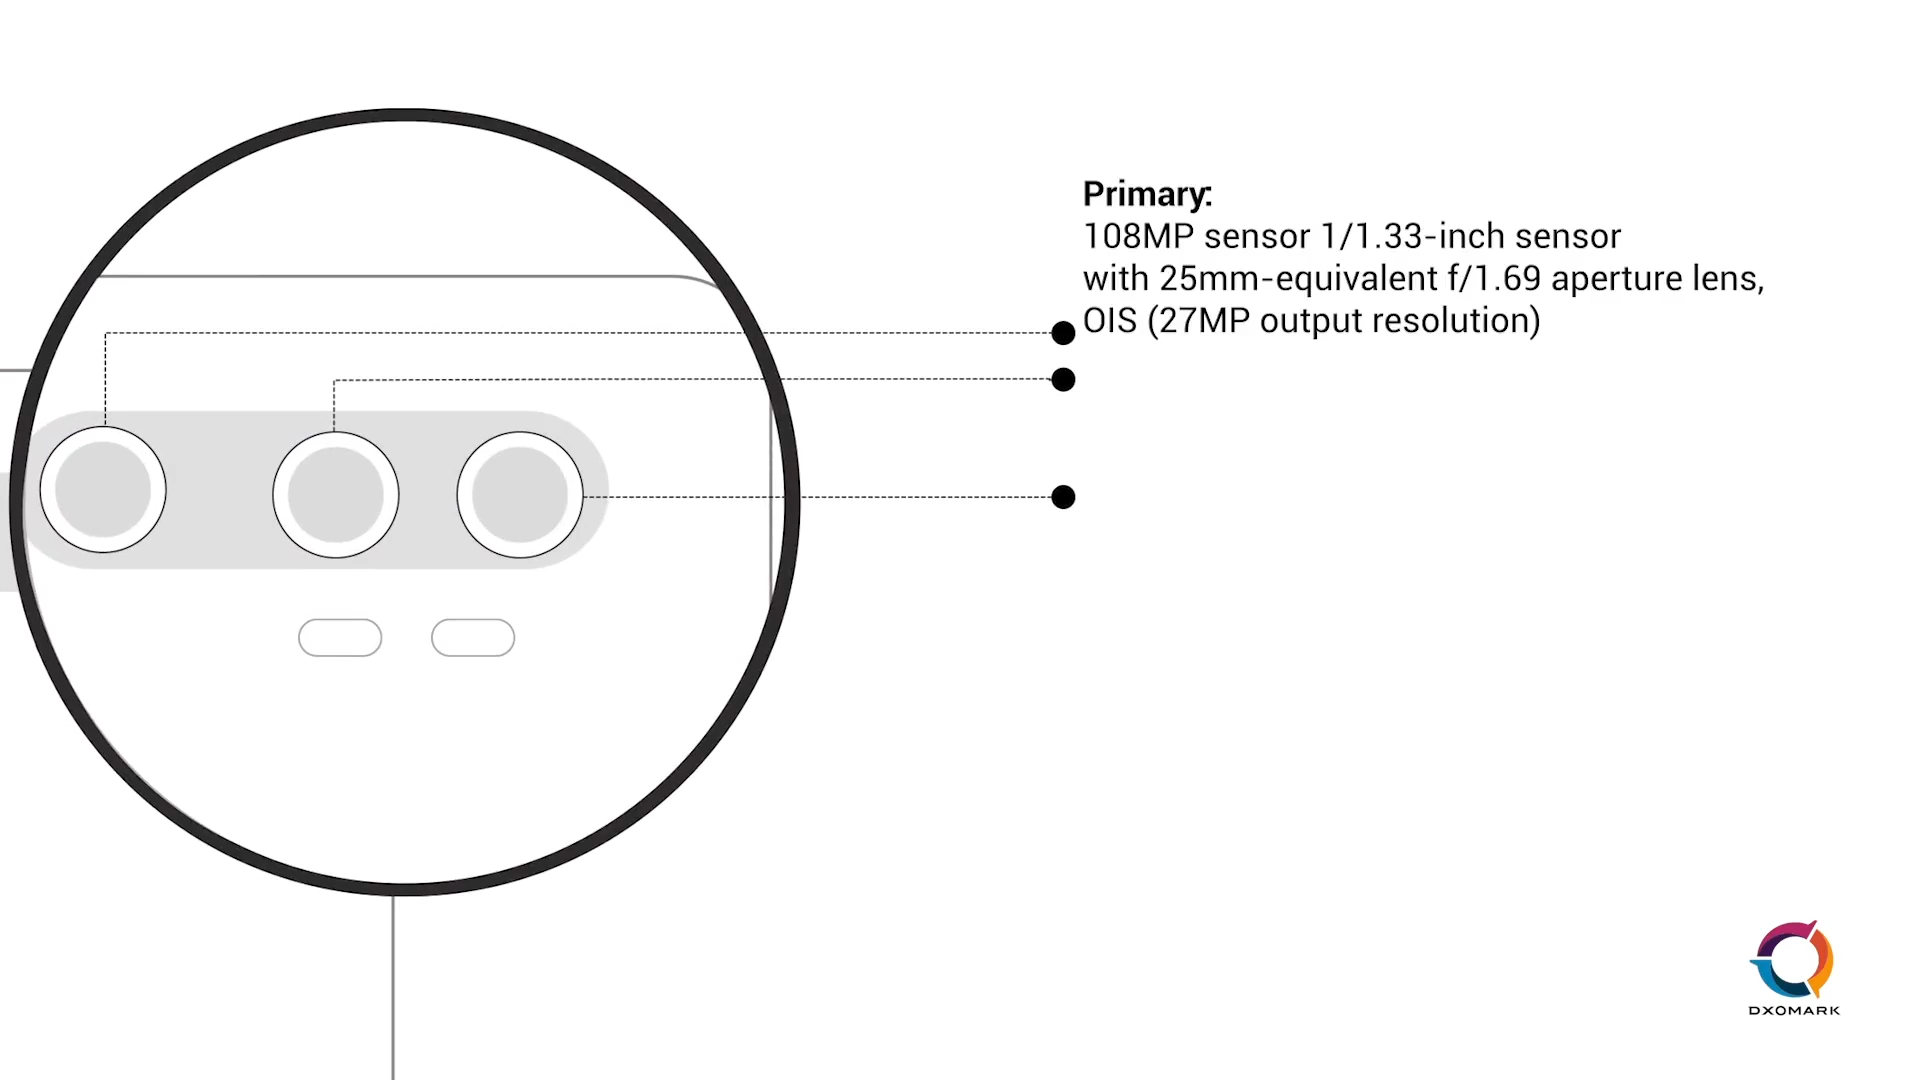 Primary:
108MP sensor 1/1.33-inch sensor
with 25mm-equivalent f/1.69 aperture lens,
OIS (27MP output resolution)
DXOMARK